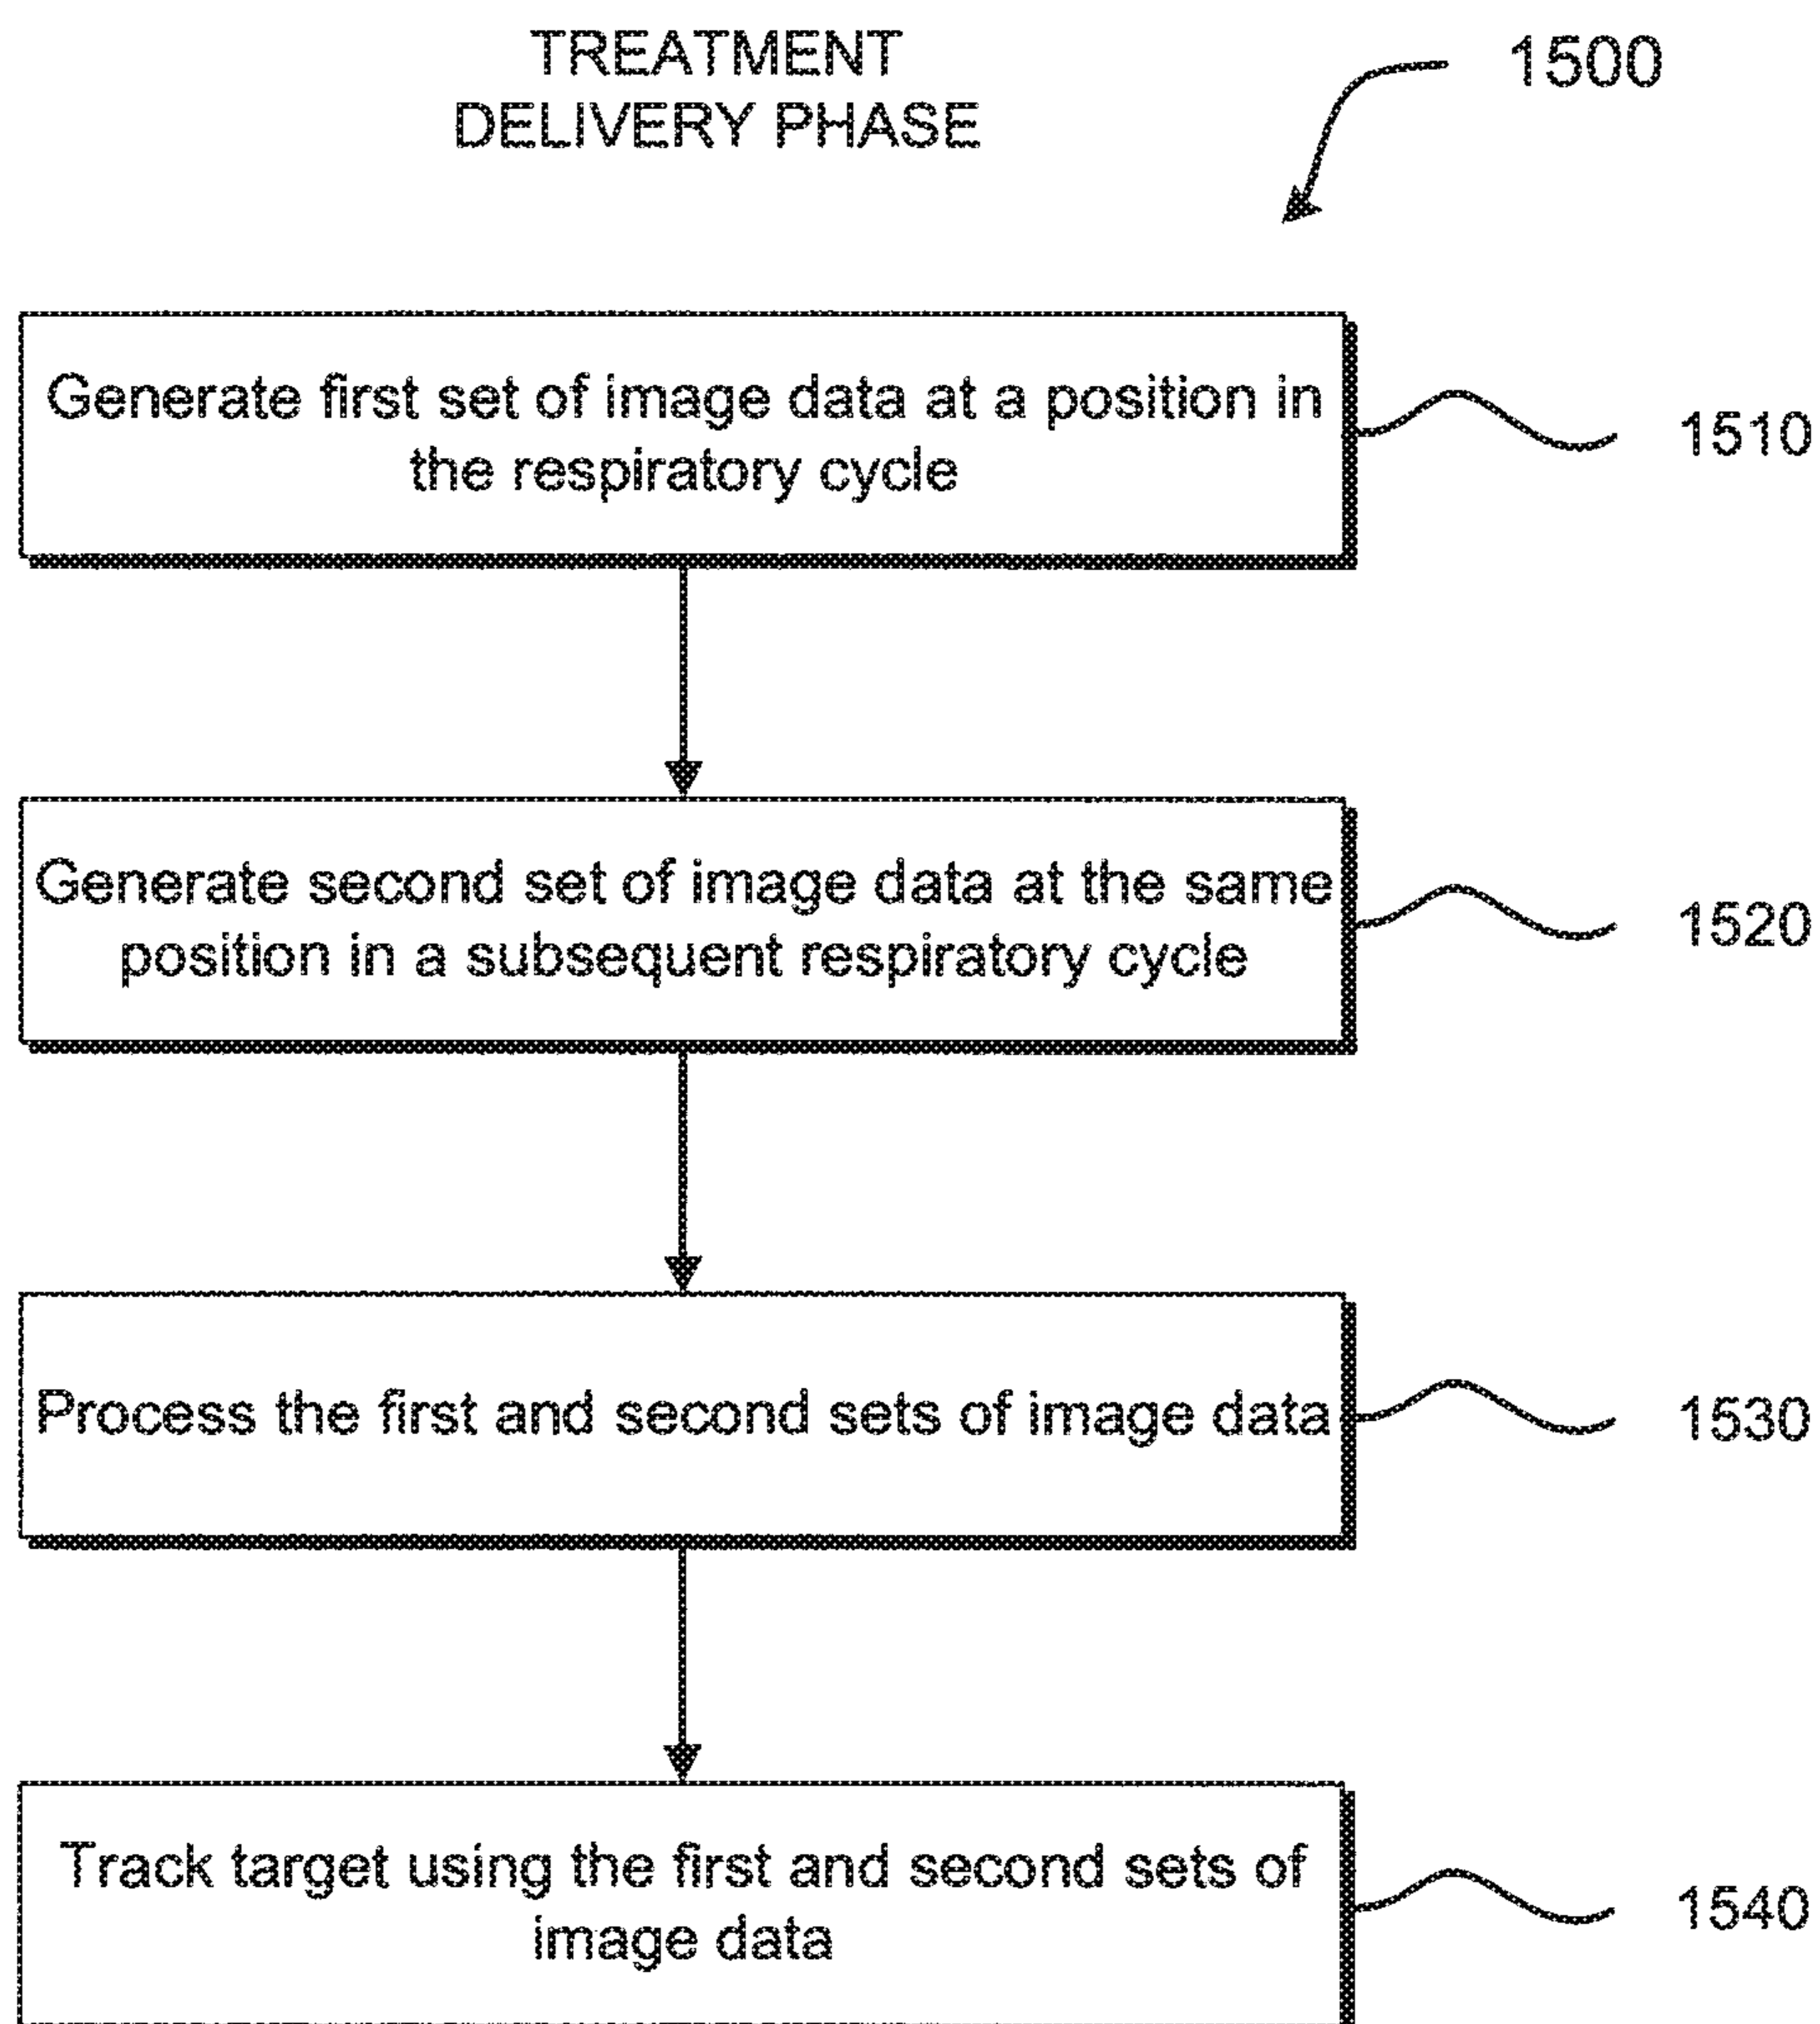 TREATMENT
DELIVERY PHASE
1500
Generate first set of image data at a position in
the respiratory cycle
1510
Generate second set of image data at the same
position in a subsequent respiratory cycle
1520
Process the first and second sets of image data
1530
Track target using the first and second sets of
image data
1540